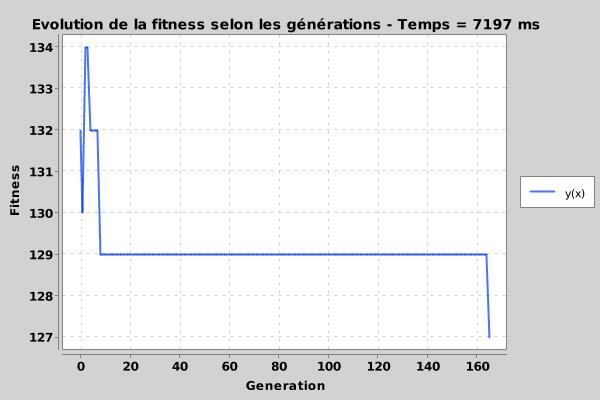 Evolution de la fitness selon les générations - Temps = 7197 ms
134
133
132
131
130
129
128
127
Fitness
0 20 40 60 80 100 120 140 160
Generation
y(x)